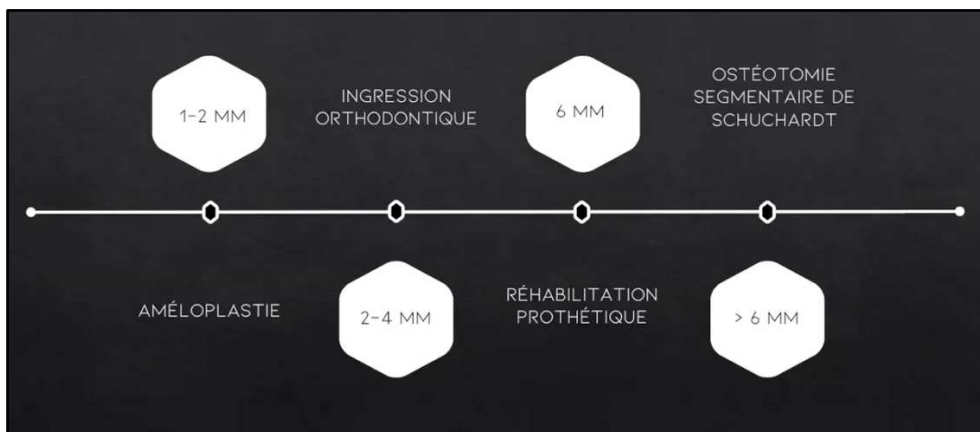 1-2 MM
INGRESSION
ORTHODONTIQUE
6 MM
OSTÉOTOMIE
SEGMENTAIRE DE
SCHUCHARDT
AMÉLOPLASTIE
2-4 MM
RÉHABILITATION
PROTHÉTIQUE
> 6 MM